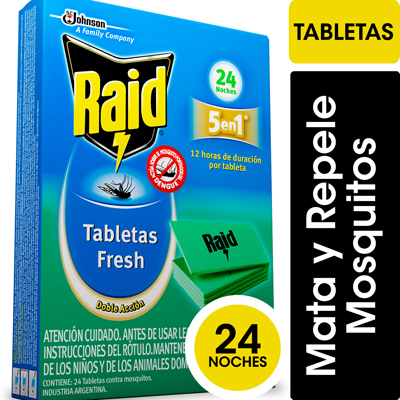 SC Johnson
A Family Company
Raid
24
Noches
5en1*
12 horas de duración
por tableta
DENGUE
Tabletas
Fresh
Doble Acción
Raid
ATENCIÓN CUIDADO. ANTES DE USAR LEA
INSTRUCCIONES DEL RÓTULO. MANTENE
DE LOS NIÑOS Y DE LOS ANIMALES DOM
CONTIENE: 24 Tabletas contra mosquitos.
INDUSTRIA ARGENTINA.
24
NOCHES
TABLETAS
Mata y Repele
Mosquitos